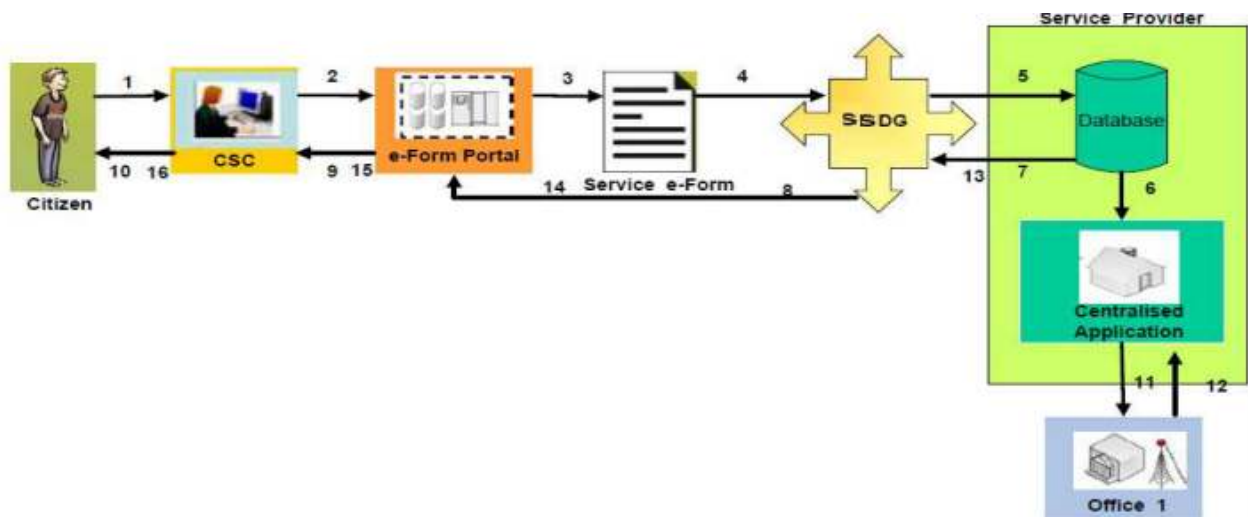 Service Provider
1
2
3
4
5
SSDG
Database
CSC
e-Form Portal
10
16
9
15
14
Service e-Form
8
13
7
6
Citizen
Centralised
Application
11
12
Office 1